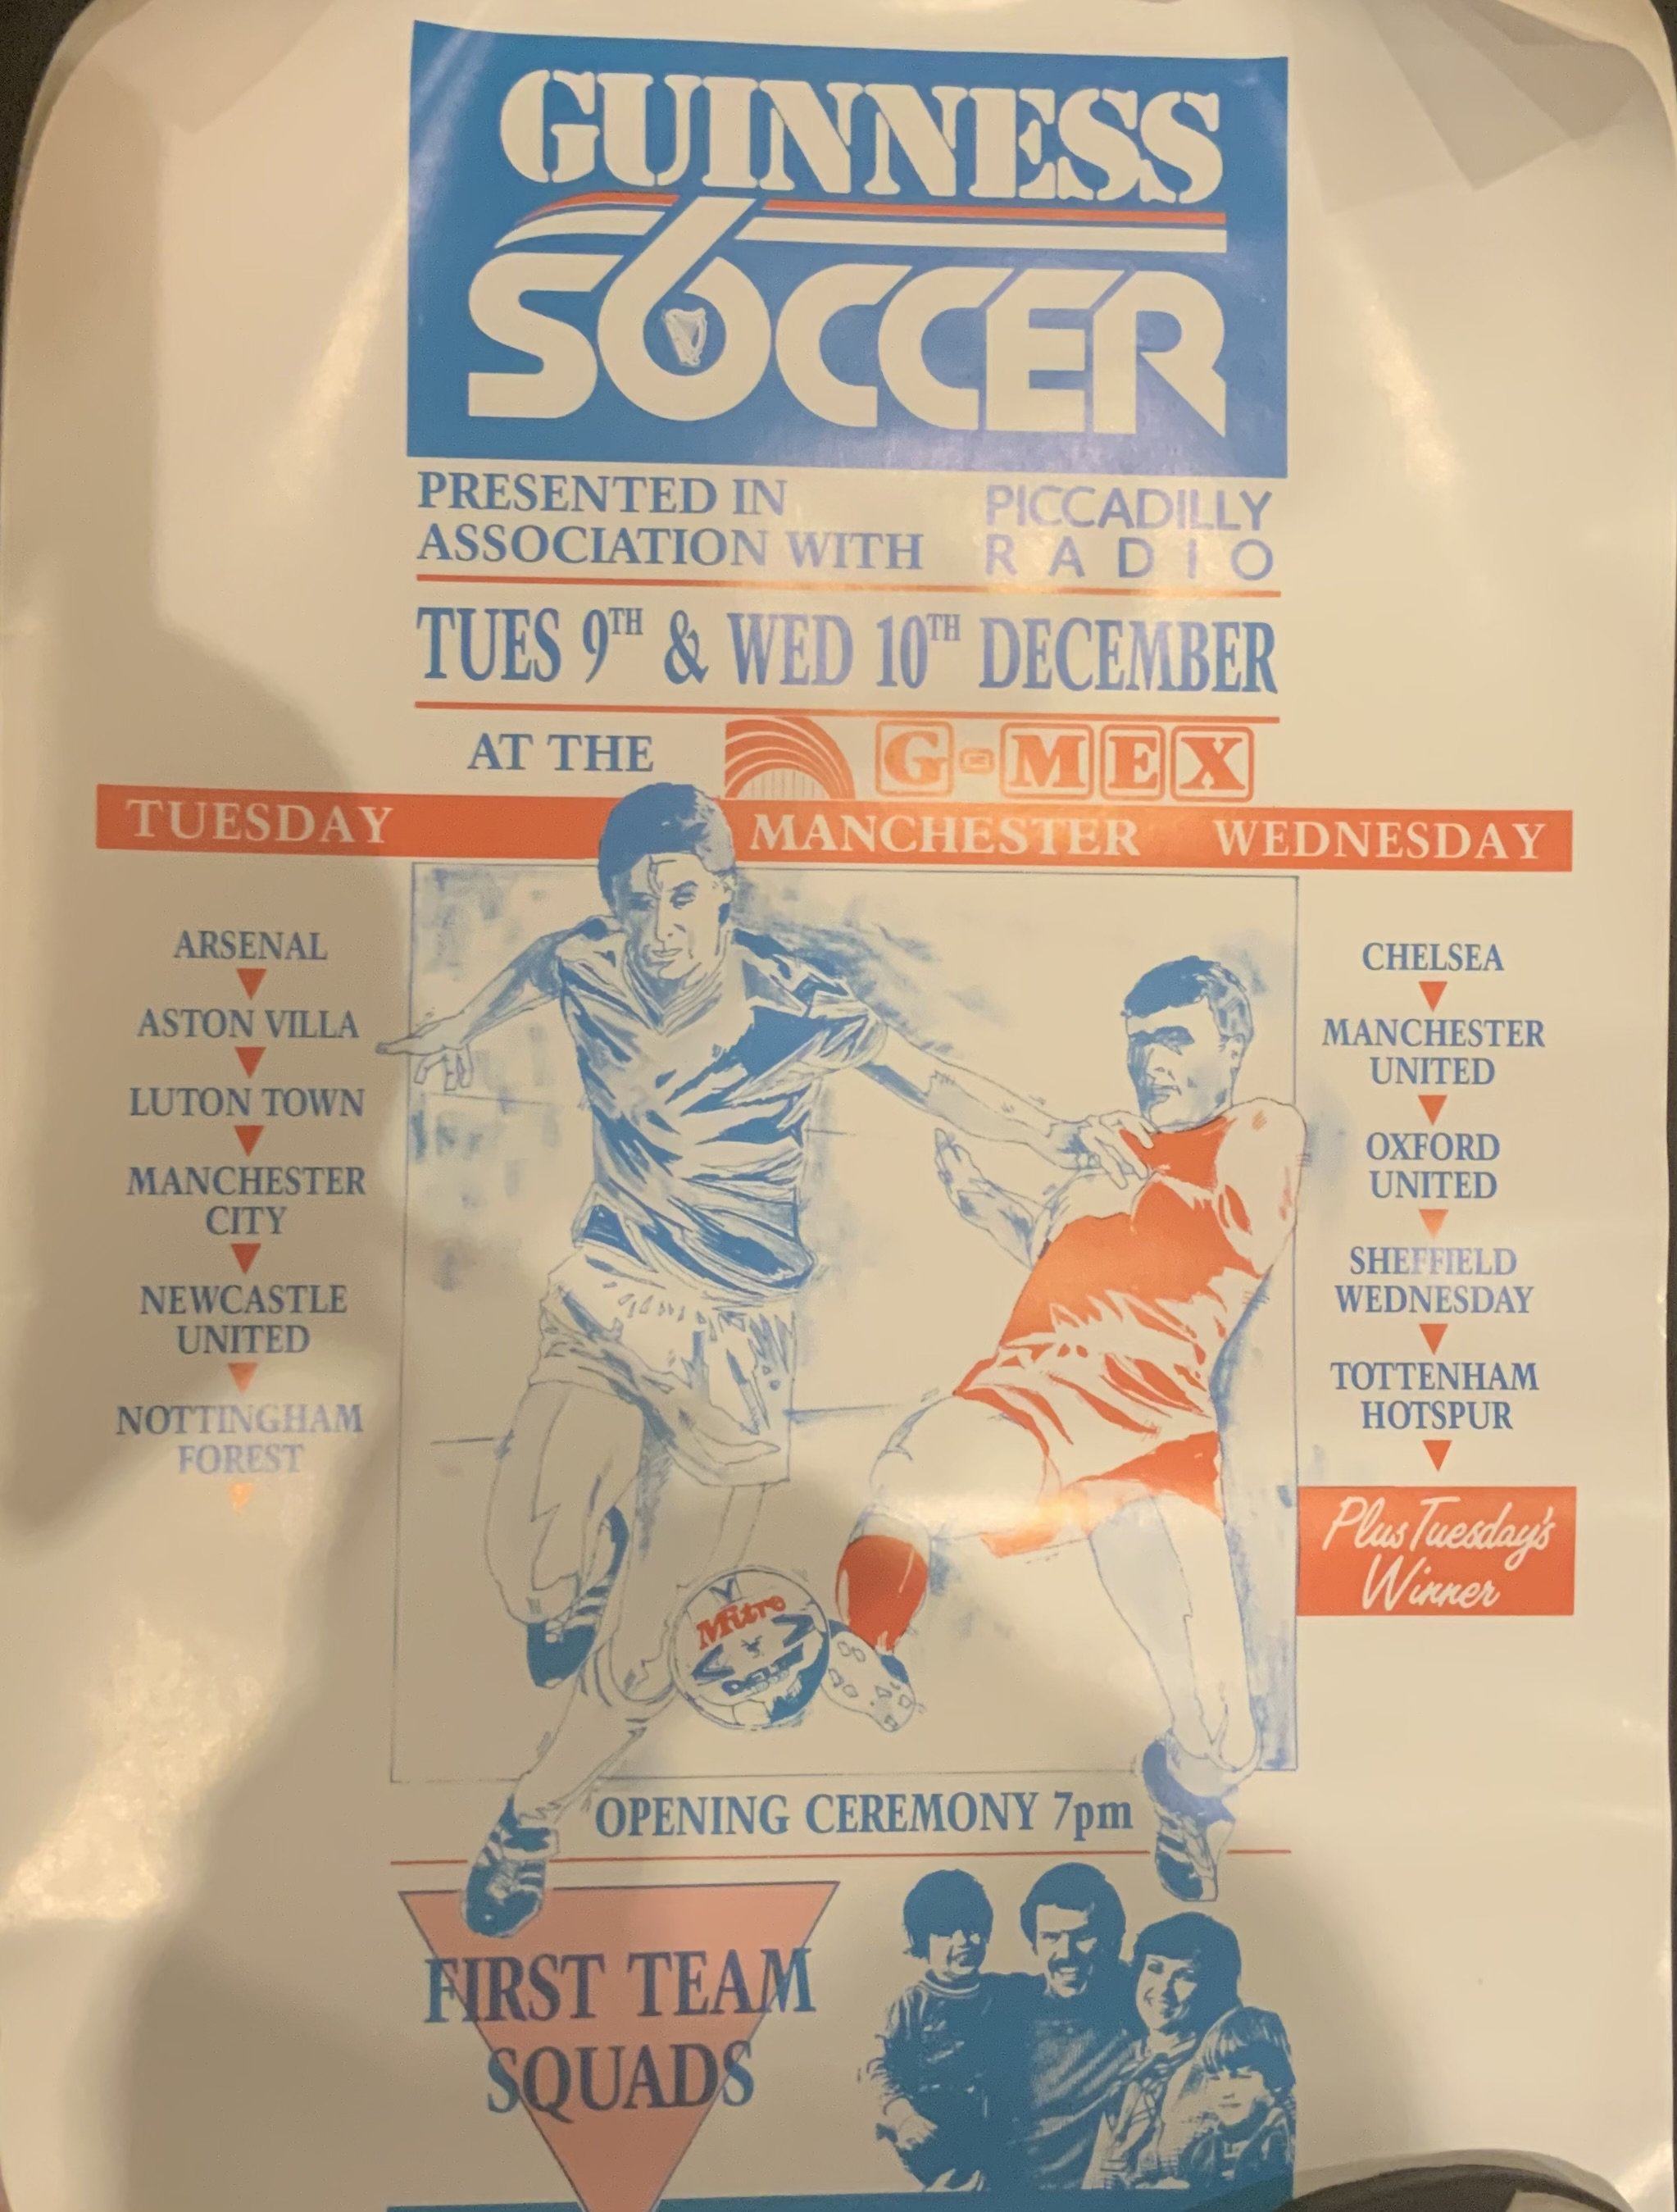 GUINNESS
S6CCER
PRESENTED IN
ASSOCIATION WITH
PICCADILLY
RADIO
TUES 9TH & WED 10TH DECEMBER
AT THE
G-MEX
TUESDAY
MANCHESTER
WEDNESDAY
ARSENAL
ASTON VILLA
LUTON TOWN
MANCHESTER
CITY
NEWCASTLE
UNITED
NOTTINGHAM
FOREST
CHELSEA
MANCHESTER
UNITED
OXFORD
UNITED
SHEFFIELD
WEDNESDAY
TOTTENHAM
HOTSPUR
Plus Tuesday's
Winner
Mitre
DELTA
OPENING CEREMONY 7pm
FIRST TEAM
SQUADS